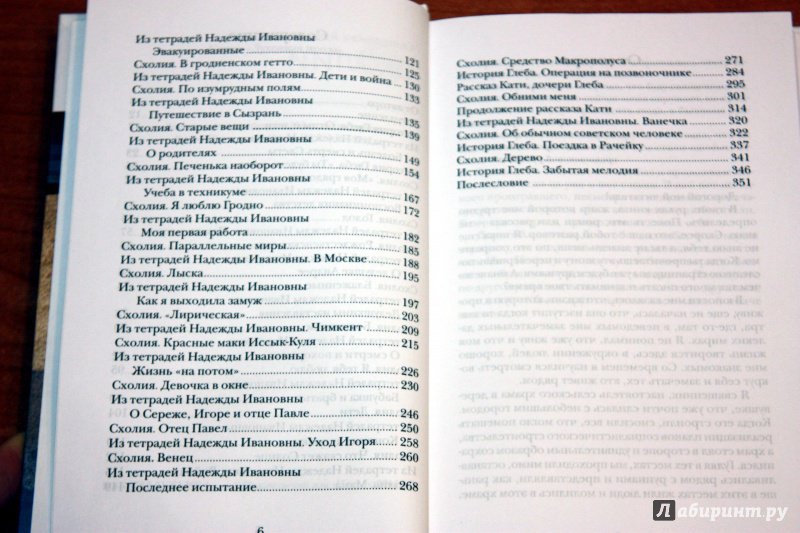 Из тетрадей Надежды Ивановны
Эвакуированные ..... 121
Схолия. В гродненском гетто ..... 125
Из тетрадей Надежды Ивановны. Дети и война ..... 130
Схолия. По изумрудным полям ..... 133
Из тетрадей Надежды Ивановны
Путешествие в Сызрань ..... 135
Схолия. Старые вещи ..... 139
Из тетрадей Надежды Ивановны
О родителях ..... 149
Схолия. Печенька наоборот ..... 154
Из тетрадей Надежды Ивановны
Учеба в техникуме ..... 167
Схолия. Я люблю Гродно ..... 172
Из тетрадей Надежды Ивановны
Моя первая работа ..... 182
Схолия. Параллельные миры ..... 185
Из тетрадей Надежды Ивановны. В Москве ..... 188
Схолия. Лыска ..... 195
Из тетрадей Надежды Ивановны
Как я выходила замуж ..... 197
Схолия. «Лирическая» ..... 203
Из тетрадей Надежды Ивановны. Чимкент ..... 209
Схолия. Красные маки Иссык-Куля ..... 215
Из тетрадей Надежды Ивановны
Жизнь «на потом» ..... 226
Схолия. Девочка в окне ..... 230
Из тетрадей Надежды Ивановны
О Сереже, Игоре и отце Павле ..... 246
Схолия. Отец Павел ..... 250
Из тетрадей Надежды Ивановны. Уход Игоря ..... 258
Схолия. Венец ..... 260
Из тетрадей Надежды Ивановны
Последнее испытание ..... 268
6
Схолия. Средство Макропулоса ..... 271
История Глеба. Операция на позвоночнике ..... 284
Рассказ Кати, дочери Глеба ..... 295
Схолия. Обними меня ..... 301
Продолжение рассказа Кати ..... 314
Из тетрадей Надежды Ивановны. Ванечка ..... 320
Схолия. Об обычном советском человеке ..... 322
История Глеба. Поездка в Рачейку ..... 337
Схолия. Дерево ..... 341
История Глеба. Забытая мелодия ..... 346
Послесловие ..... 351
Лабиринт.ру